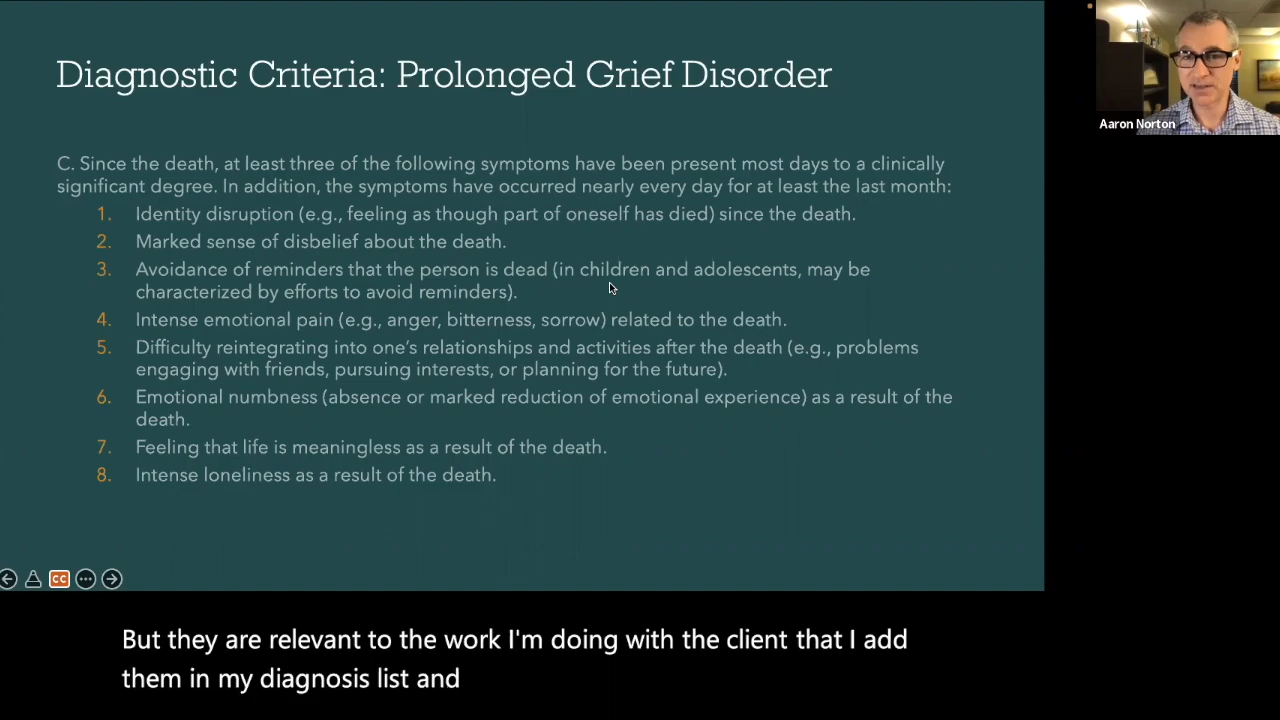 Diagnostic Criteria: Prolonged Grief Disorder
Aaron Norton
C. Since the death, at least three of the following symptoms have been present most days to a clinically
significant degree. In addition, the symptoms have occurred nearly every day for at least the last month:
1. Identity disruption (e.g., feeling as though part of oneself has died) since the death.
2. Marked sense of disbelief about the death.
3. Avoidance of reminders that the person is dead (in children and adolescents, may be
characterized by efforts to avoid reminders).
4. Intense emotional pain (e.g., anger, bitterness, sorrow) related to the death.
5. Difficulty reintegrating into one’s relationships and activities after the death (e.g., problems
engaging with friends, pursuing interests, or planning for the future).
6. Emotional numbness (absence or marked reduction of emotional experience) as a result of the
death.
7. Feeling that life is meaningless as a result of the death.
8. Intense loneliness as a result of the death.
CC
But they are relevant to the work I'm doing with the client that I add
them in my diagnosis list and